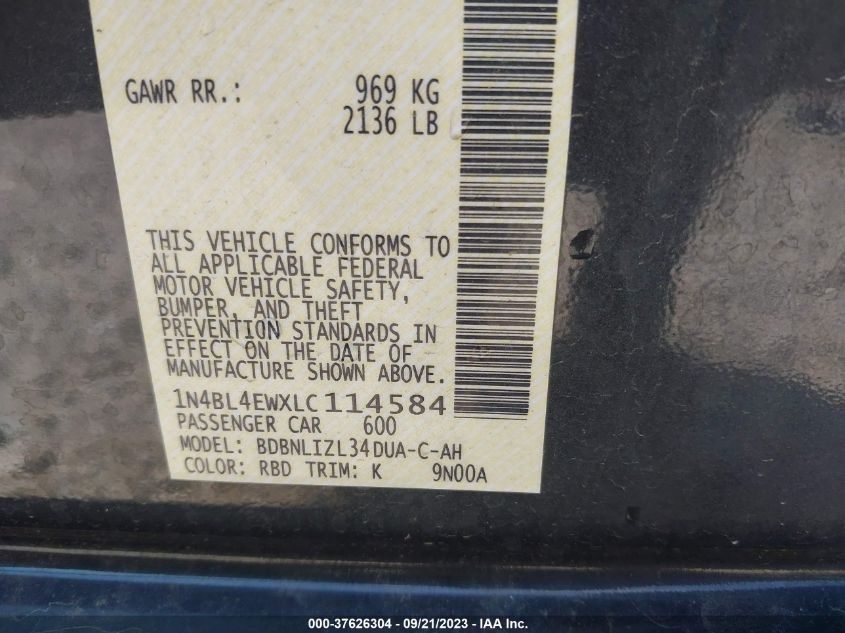 GAWR RR.: 969 KG
2136 LB
THIS VEHICLE CONFORMS TO
ALL APPLICABLE FEDERAL
MOTOR VEHICLE SAFETY,
BUMPER, AND THEFT
PREVENTION STANDARDS IN
EFFECT ON THE DATE OF
MANUFACTURE SHOWN ABOVE.
1N4BL4EWXLC114584
PASSENGER CAR 600
MODEL: BDBNLIZL34DUA-C-AH
COLOR: RBD TRIM: K 9N00A
000-37626304 - 09/21/2023 - IAA Inc.